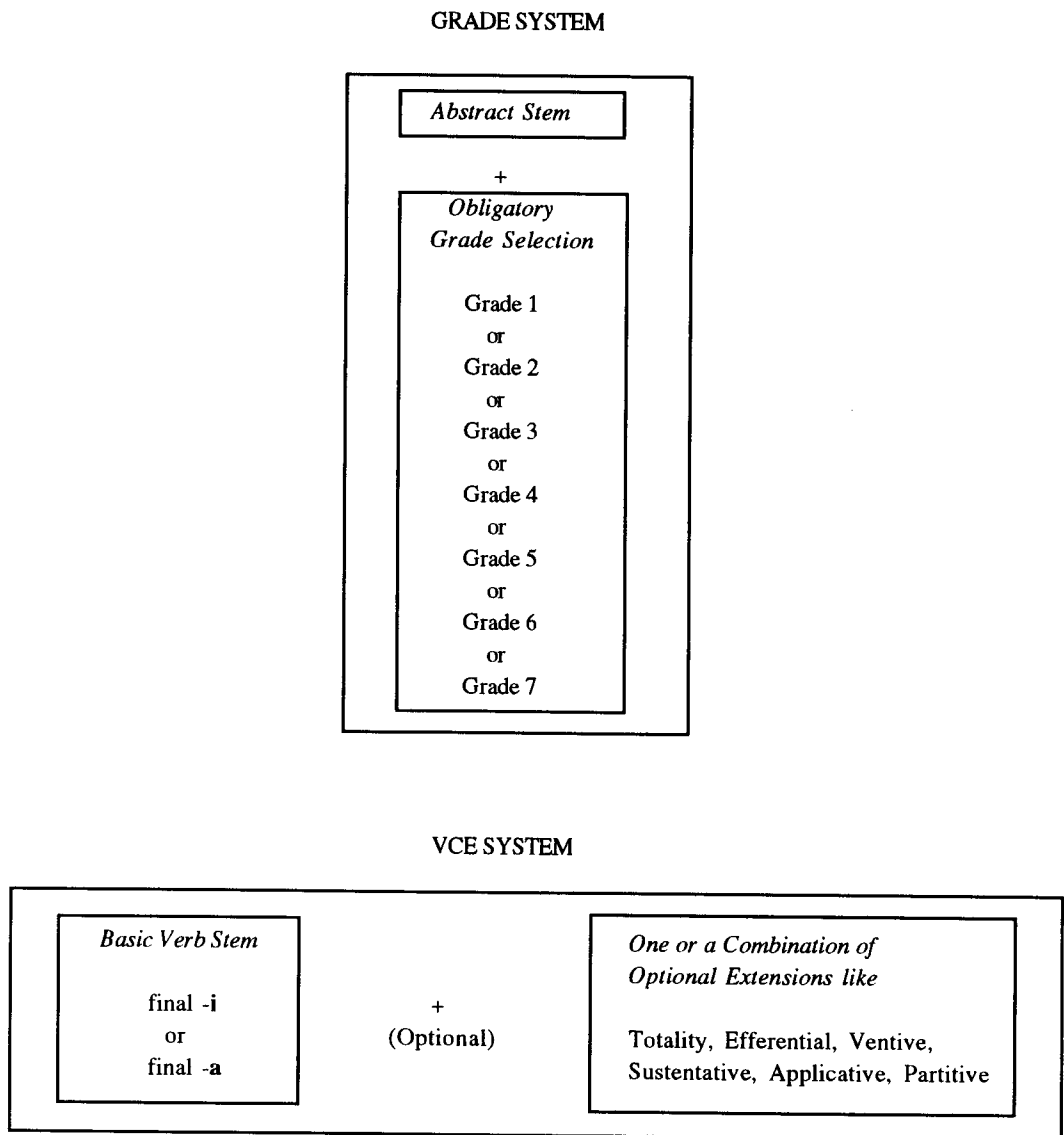 GRADE SYSTEM
Abstract Stem
+
Obligatory
Grade Selection
Grade 1
or
Grade 2
or
Grade 3
or
Grade 4
or
Grade 5
or
Grade 6
or
Grade 7
VCE SYSTEM
Basic Verb Stem
final -i
or
final -a
+
(Optional)
One or a Combination of
Optional Extensions like
Totality, Efferential, Ventive,
Sustentative, Applicative, Partitive